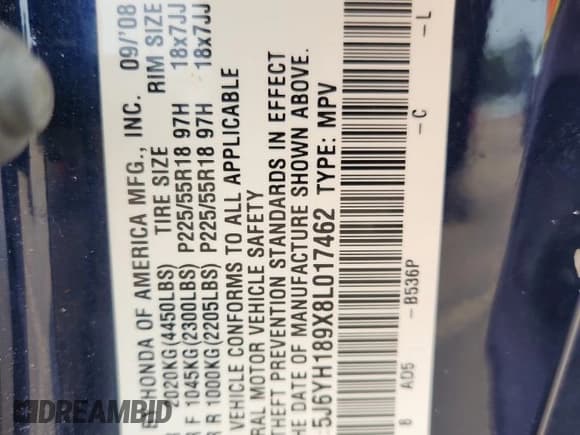 HONDA OF AMERICA MFG., INC. 09/'08
2020KG(4450LBS) TIRE SIZE RIM SIZE
F 1045KG(2300LBS) P225/55R18 97H 18x7JJ
R 1000KG(2205LBS) P225/55R18 97H 18x7JJ
VEHICLE CONFORMS TO ALL APPLICABLE
MOTOR VEHICLE SAFETY
THEFT PREVENTION STANDARDS IN EFFECT
THE DATE OF MANUFACTURE SHOWN ABOVE.
5J6YH189X8L017462 TYPE: MPV
-C -L
8 AD5 -B536P
DREAMBID